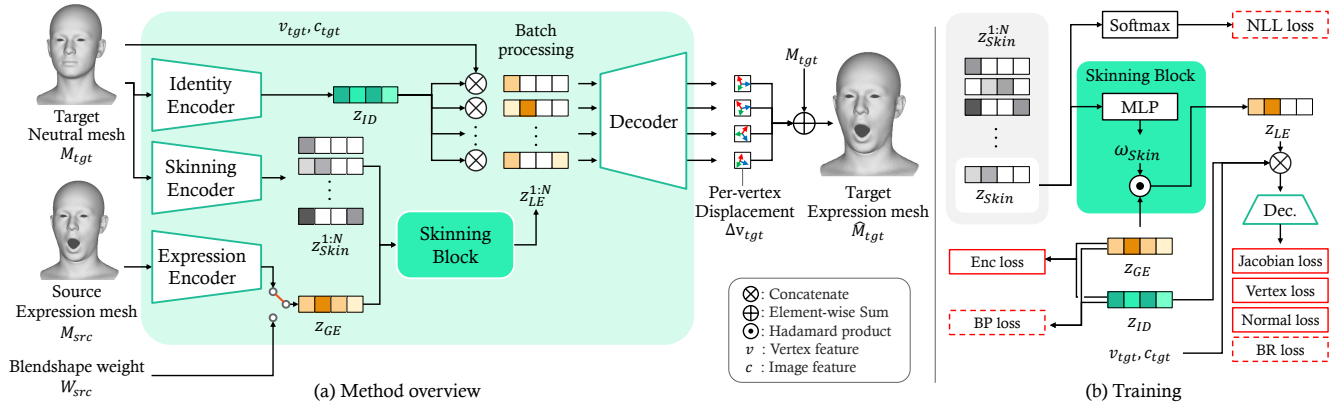 Target
Neutral mesh
M_tgt
Source
Expression mesh
M_src
Blendshape weight
W_src
Identity
Encoder
Skinning
Encoder
Expression
Encoder
v_tgt, c_tgt
z_ID
z_Skin^1:N
z_GE
Skinning
Block
Batch
processing
z_LE^1:N
Decoder
Per-vertex
Displacement
Δv_tgt
M_tgt
Target
Expression mesh
M̂_tgt
⊗: Concatenate
⊕: Element-wise Sum
⊙: Hadamard product
v : Vertex feature
c : Image feature
(a) Method overview
z_Skin^1:N
z_Skin
Softmax
NLL loss
Skinning Block
MLP
ω_Skin
z_LE
Dec.
Enc loss
z_GE
BP loss
z_ID
v_tgt, c_tgt
Jacobian loss
Vertex loss
Normal loss
BR loss
(b) Training